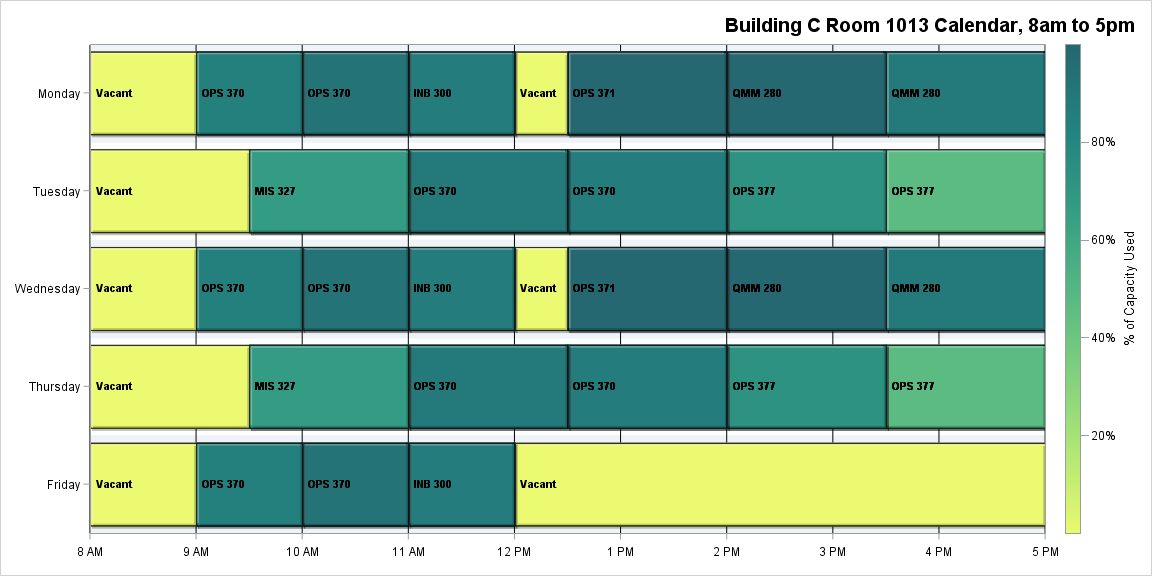 Building C Room 1013 Calendar, 8am to 5pm
Monday
Vacant
OPS 370
OPS 370
INB 300
Vacant
OPS 371
QMM 280
QMM 280
Tuesday
Vacant
MIS 327
OPS 370
OPS 370
OPS 377
OPS 377
Wednesday
Vacant
OPS 370
OPS 370
INB 300
Vacant
OPS 371
QMM 280
QMM 280
Thursday
Vacant
MIS 327
OPS 370
OPS 370
OPS 377
OPS 377
Friday
Vacant
OPS 370
OPS 370
INB 300
Vacant
8 AM
9 AM
10 AM
11 AM
12 PM
1 PM
2 PM
3 PM
4 PM
5 PM
80%
60%
40%
20%
% of Capacity Used